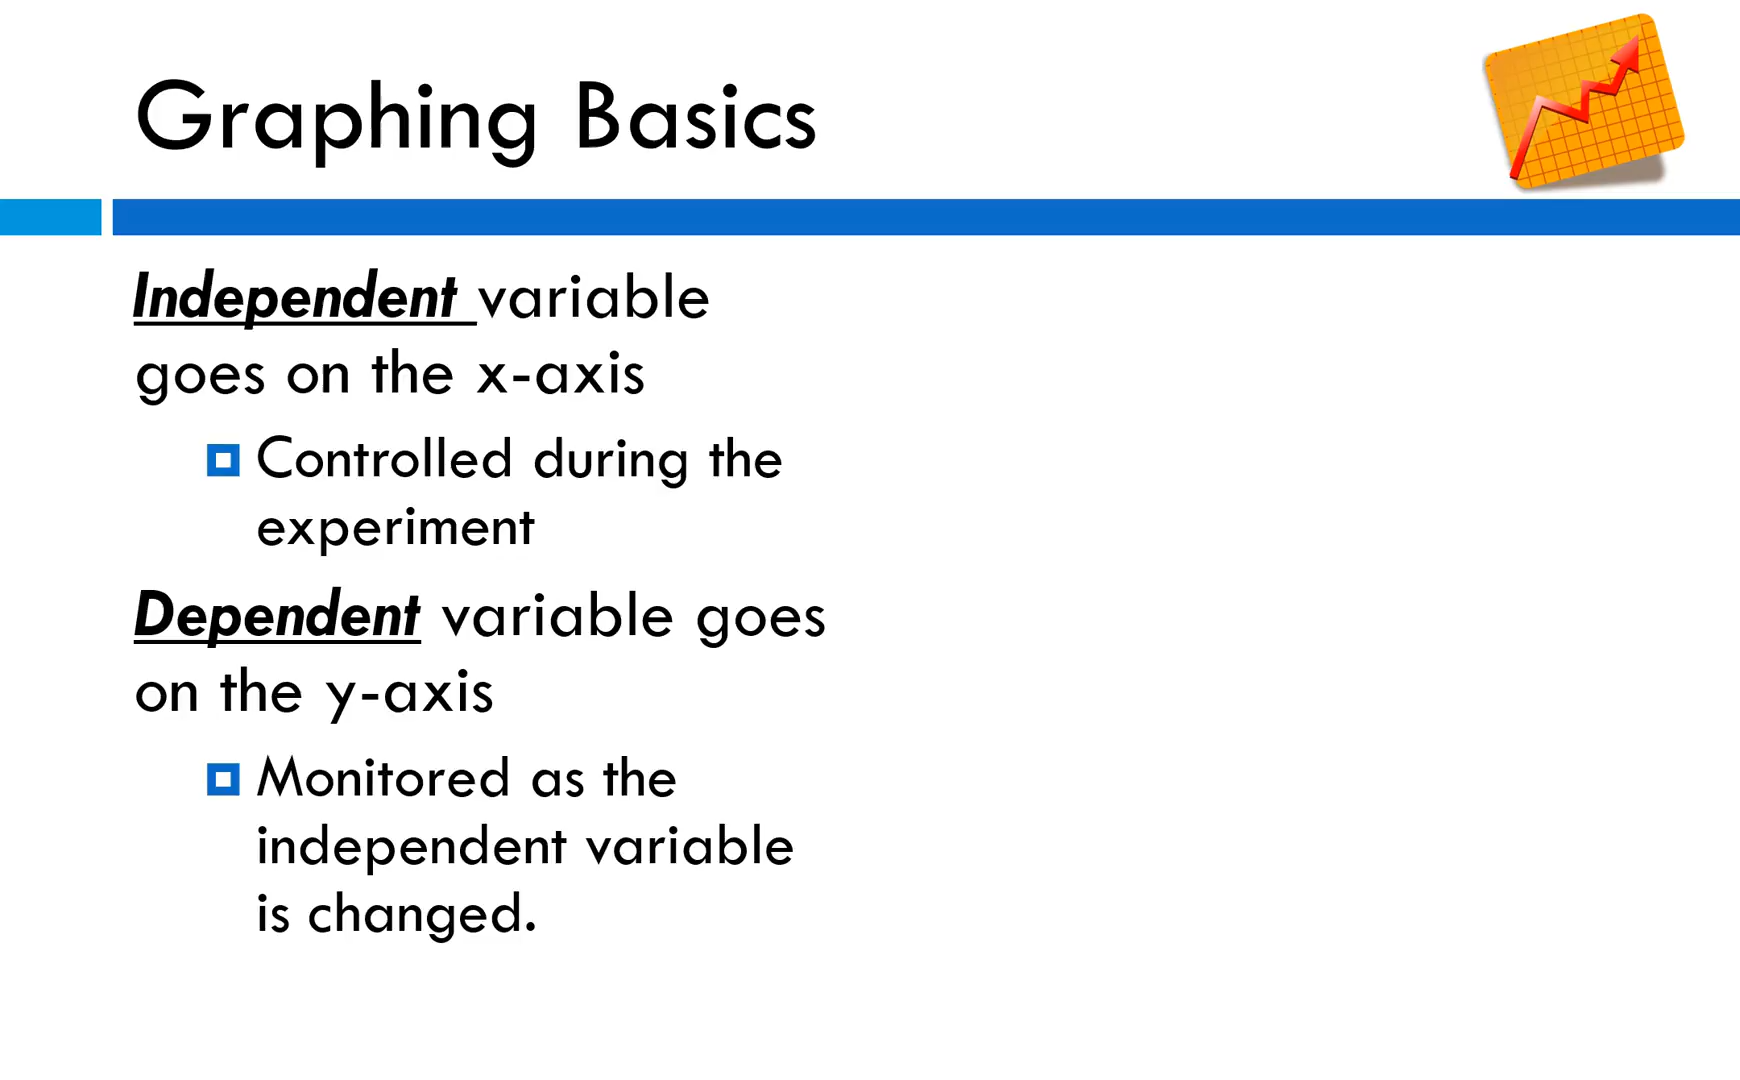 Graphing Basics
Independent variable
goes on the x-axis
Controlled during the
experiment
Dependent variable goes
on the y-axis
Monitored as the
independent variable
is changed.